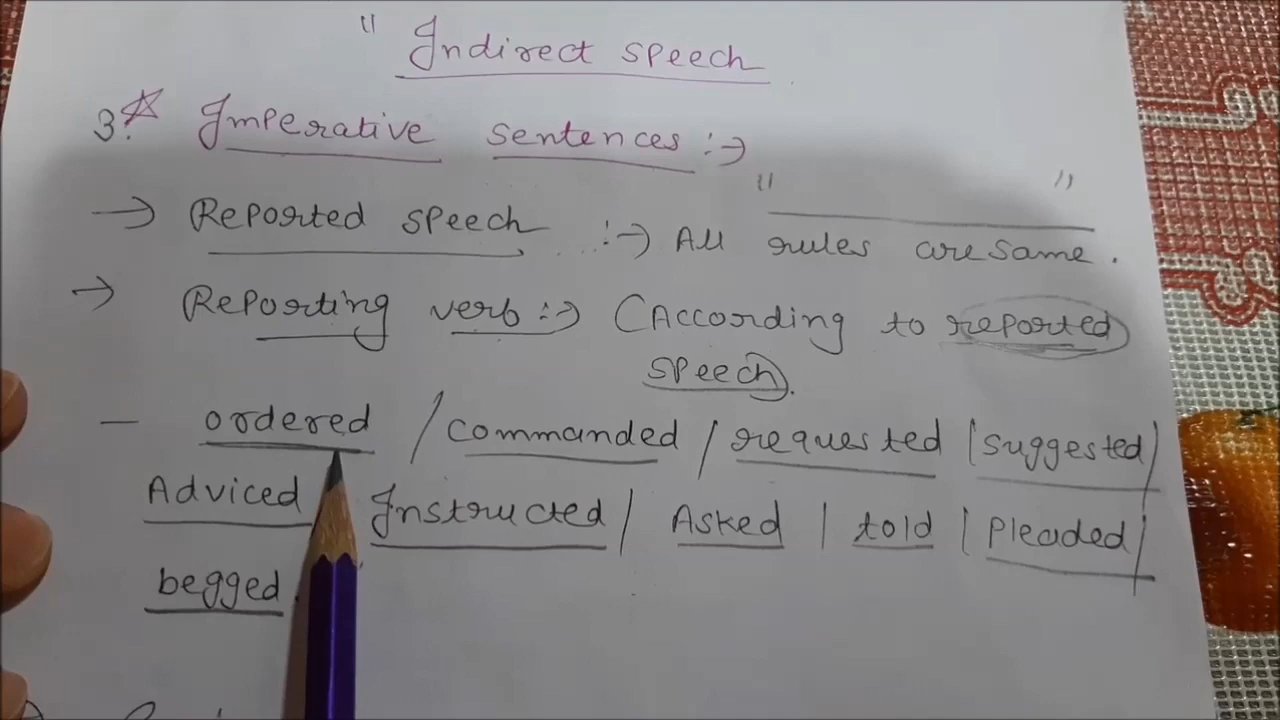 " Indirect speech
3.☆ Imperative sentences :→
→ Reported speech :→) All rules are same.
" "
→ Reporting verb :→ (According to reported
speech).
— ordered / commanded / requested / suggested /
Adviced Instructed / Asked / told / Pleaded /
begged.